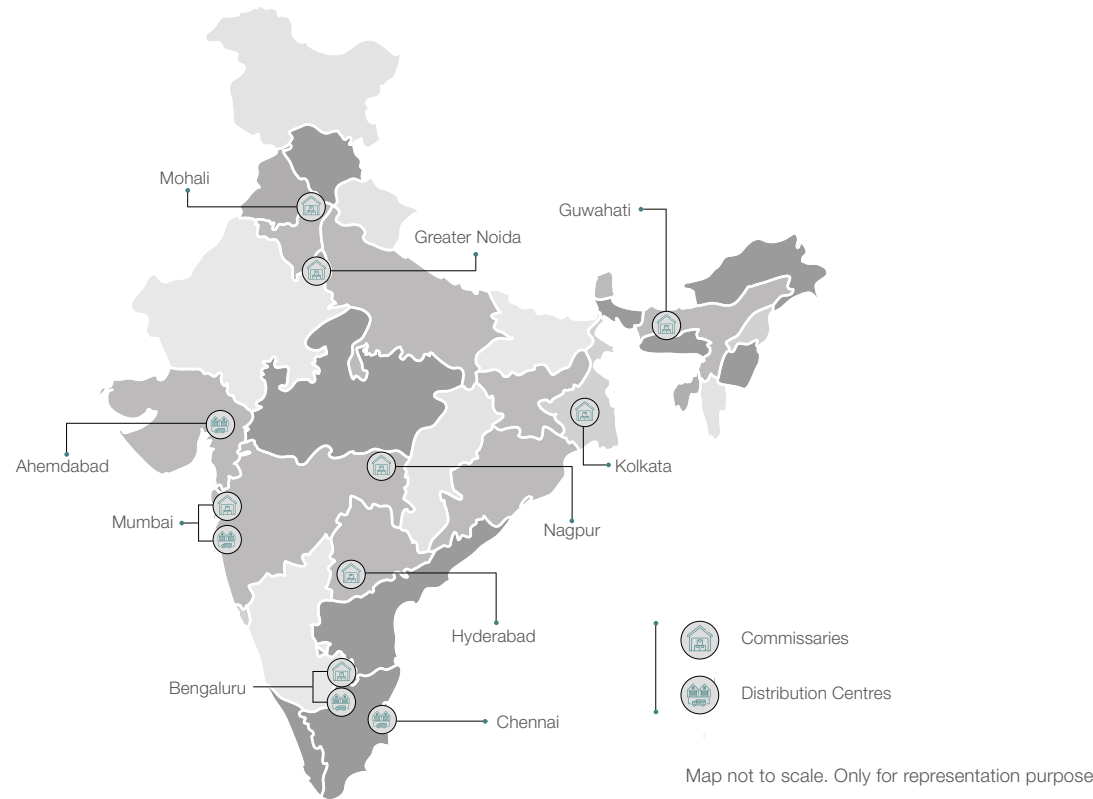 Mohali
Guwahati
Greater Noida
Ahemdabad
Kolkata
Mumbai
Nagpur
Hyderabad
Commissaries
Bengaluru
Distribution Centres
Chennai
Map not to scale. Only for representation purpose